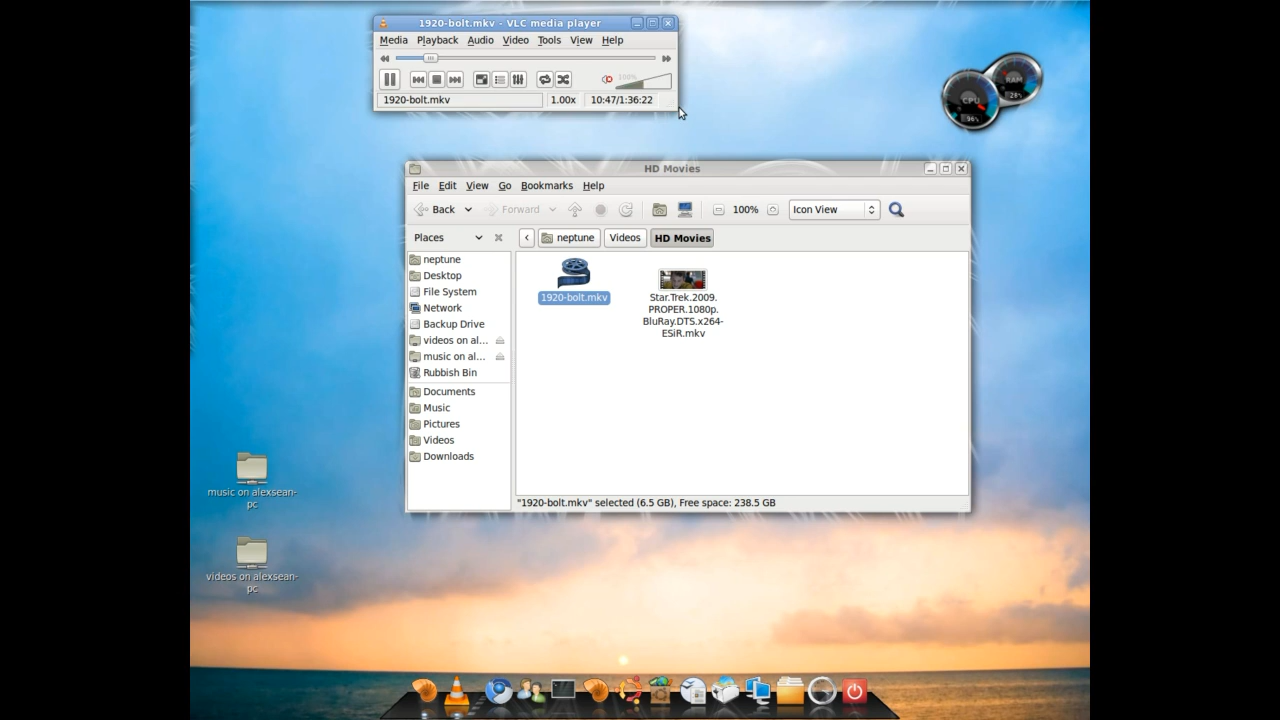 1920-bolt.mkv - VLC media player
Media Playback Audio Video Tools View Help
100%
1920-bolt.mkv 1.00x 10:47/1:36:22
CPU
96%
RAM
28%
HD Movies
File Edit View Go Bookmarks Help
Back Forward 100% Icon View
Places neptune Videos HD Movies
neptune
Desktop
File System
Network
Backup Drive
videos on al...
music on al...
Rubbish Bin
Documents
Music
Pictures
Videos
Downloads
1920-bolt.mkv
Star.Trek.2009.
PROPER.1080p.
BluRay.DTS.x264-
ESiR.mkv
"1920-bolt.mkv" selected (6.5 GB), Free space: 238.5 GB
music on alexsean-
pc
videos on alexsean-
pc